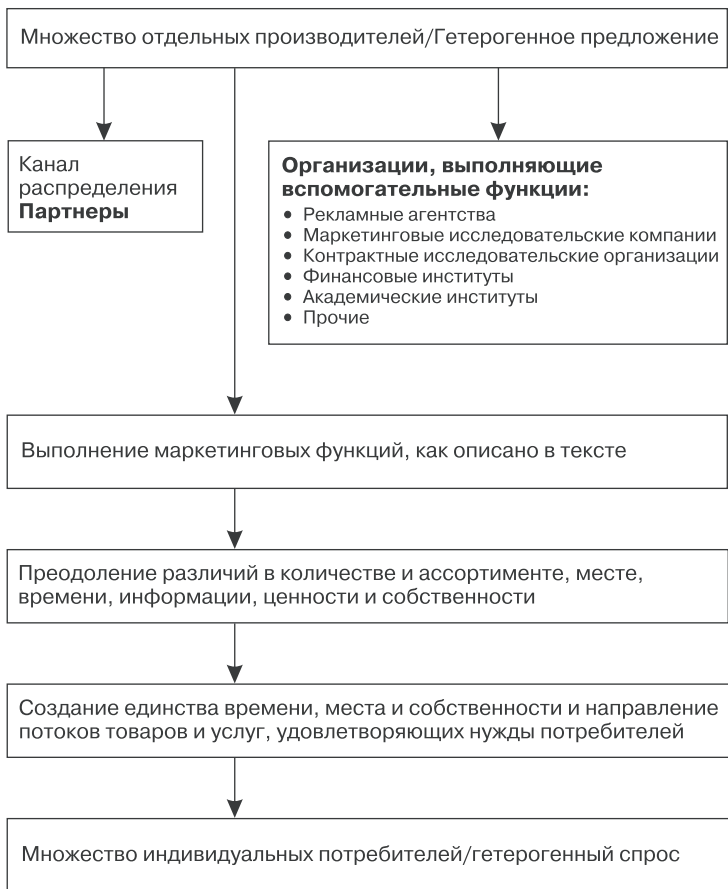 Множество отдельных производителей/Гетерогенное предложение
Канал
распределения
Партнеры
Организации, выполняющие
вспомогательные функции:
• Рекламные агентства
• Маркетинговые исследовательские компании
• Контрактные исследовательские организации
• Финансовые институты
• Академические институты
• Прочие
Выполнение маркетинговых функций, как описано в тексте
Преодоление различий в количестве и ассортименте, месте,
времени, информации, ценности и собственности
Создание единства времени, места и собственности и направление
потоков товаров и услуг, удовлетворяющих нужды потребителей
Множество индивидуальных потребителей/гетерогенный спрос